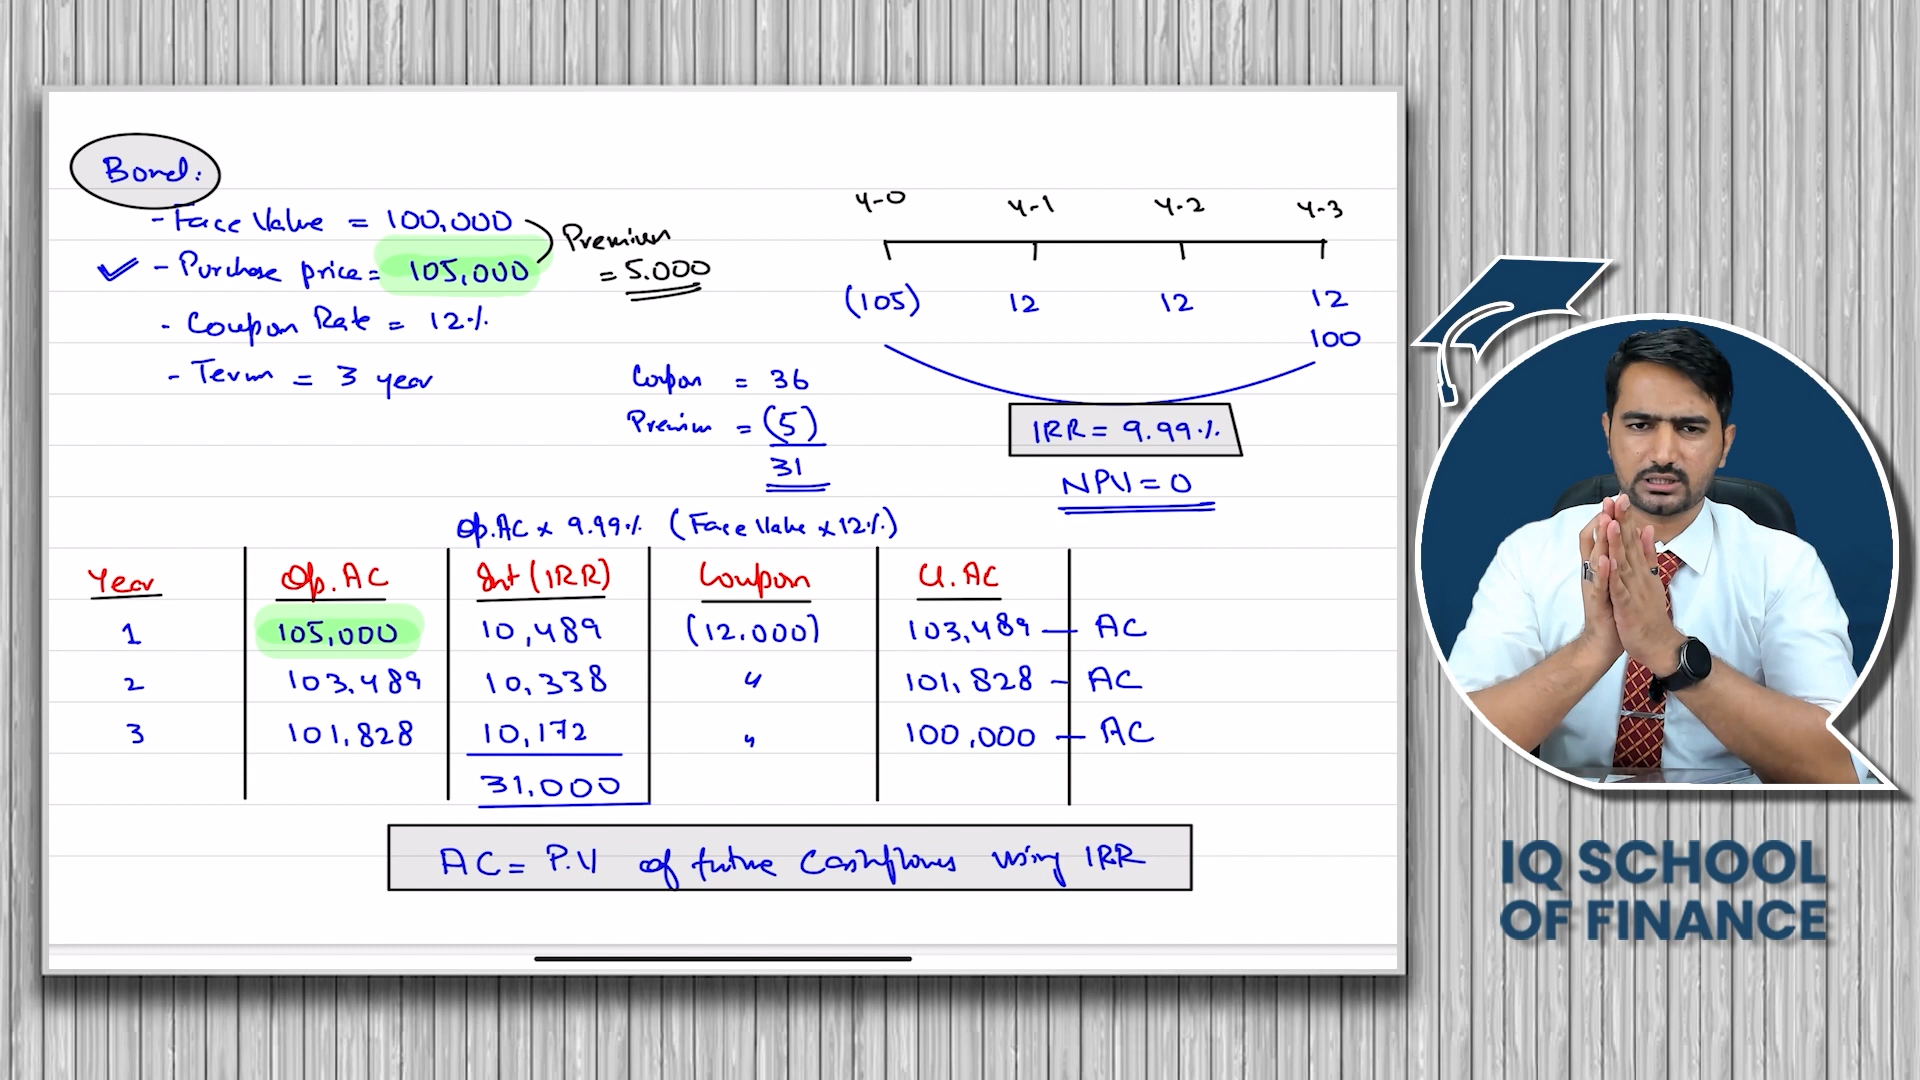 Bond:
- Face Value = 100,000
Premium
= 5.000
- Purchase price = 105,000
- Coupon Rate = 12%
- Term = 3 year
Y-0 Y-1 Y-2 Y-3
(105) 12 12 12
100
Coupon = 36
Premium = (5)
31
IRR = 9.99%
NPV = 0
Op.AC x 9.99% (Face Value x 12%)
Year Op. AC Int (IRR) Coupon Cl. AC
1 105,000 10,489 (12.000) 103,489 — AC
2 103,489 10,338 " 101,828 - AC
3 101,828 10,172 " 100,000 — AC
31,000
AC = P.V of future Cashflows using IRR
IQ SCHOOL
OF FINANCE